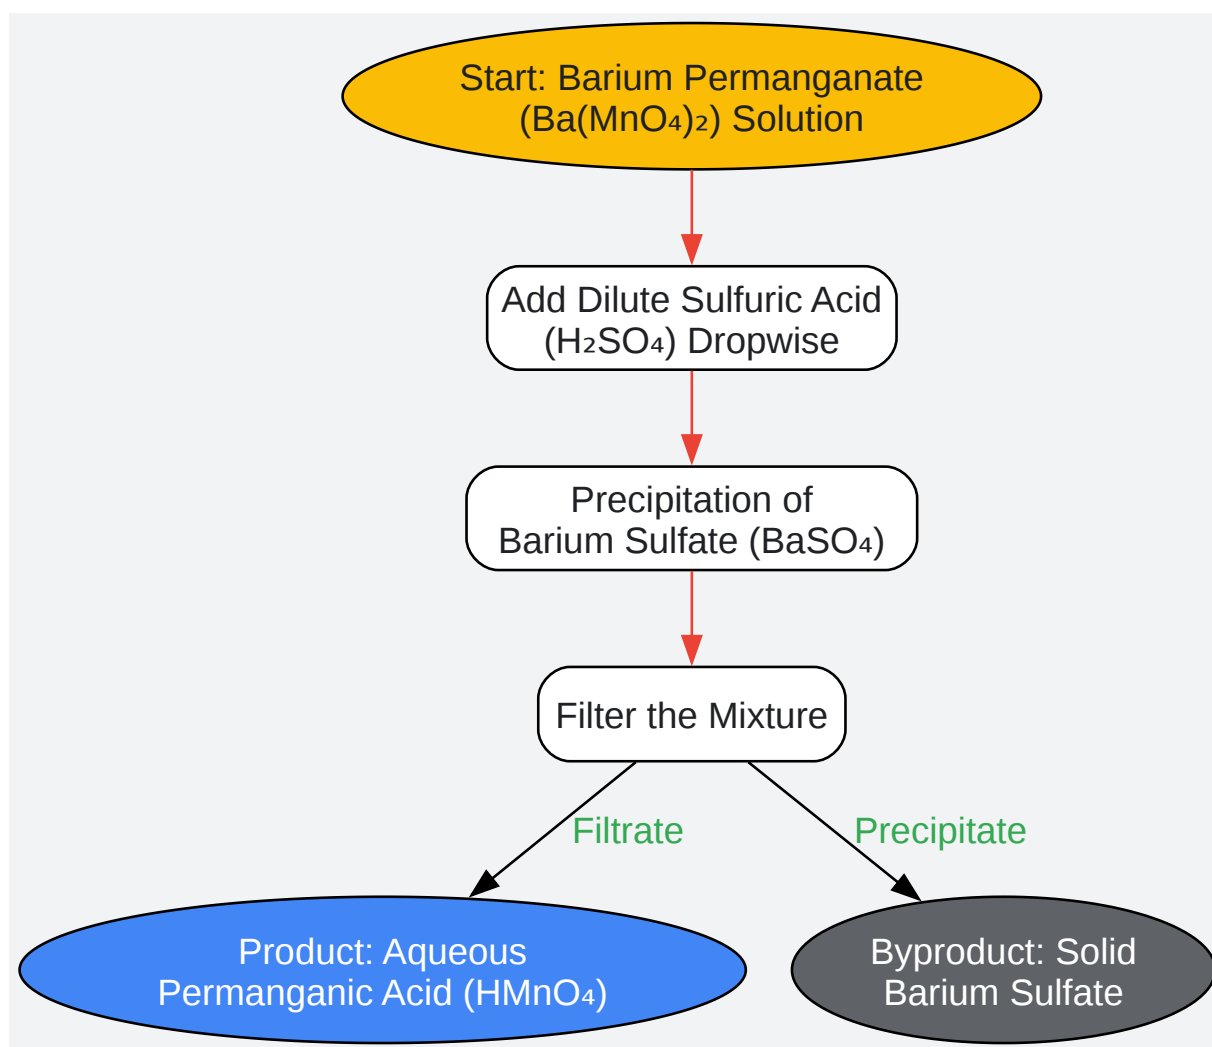 Start: Barium Permanganate
(Ba(MnO₄)₂) Solution
Add Dilute Sulfuric Acid
(H₂SO₄) Dropwise
Precipitation of
Barium Sulfate (BaSO₄)
Filter the Mixture
Filtrate
Precipitate
Product: Aqueous
Permanganic Acid (HMnO₄)
Byproduct: Solid
Barium Sulfate